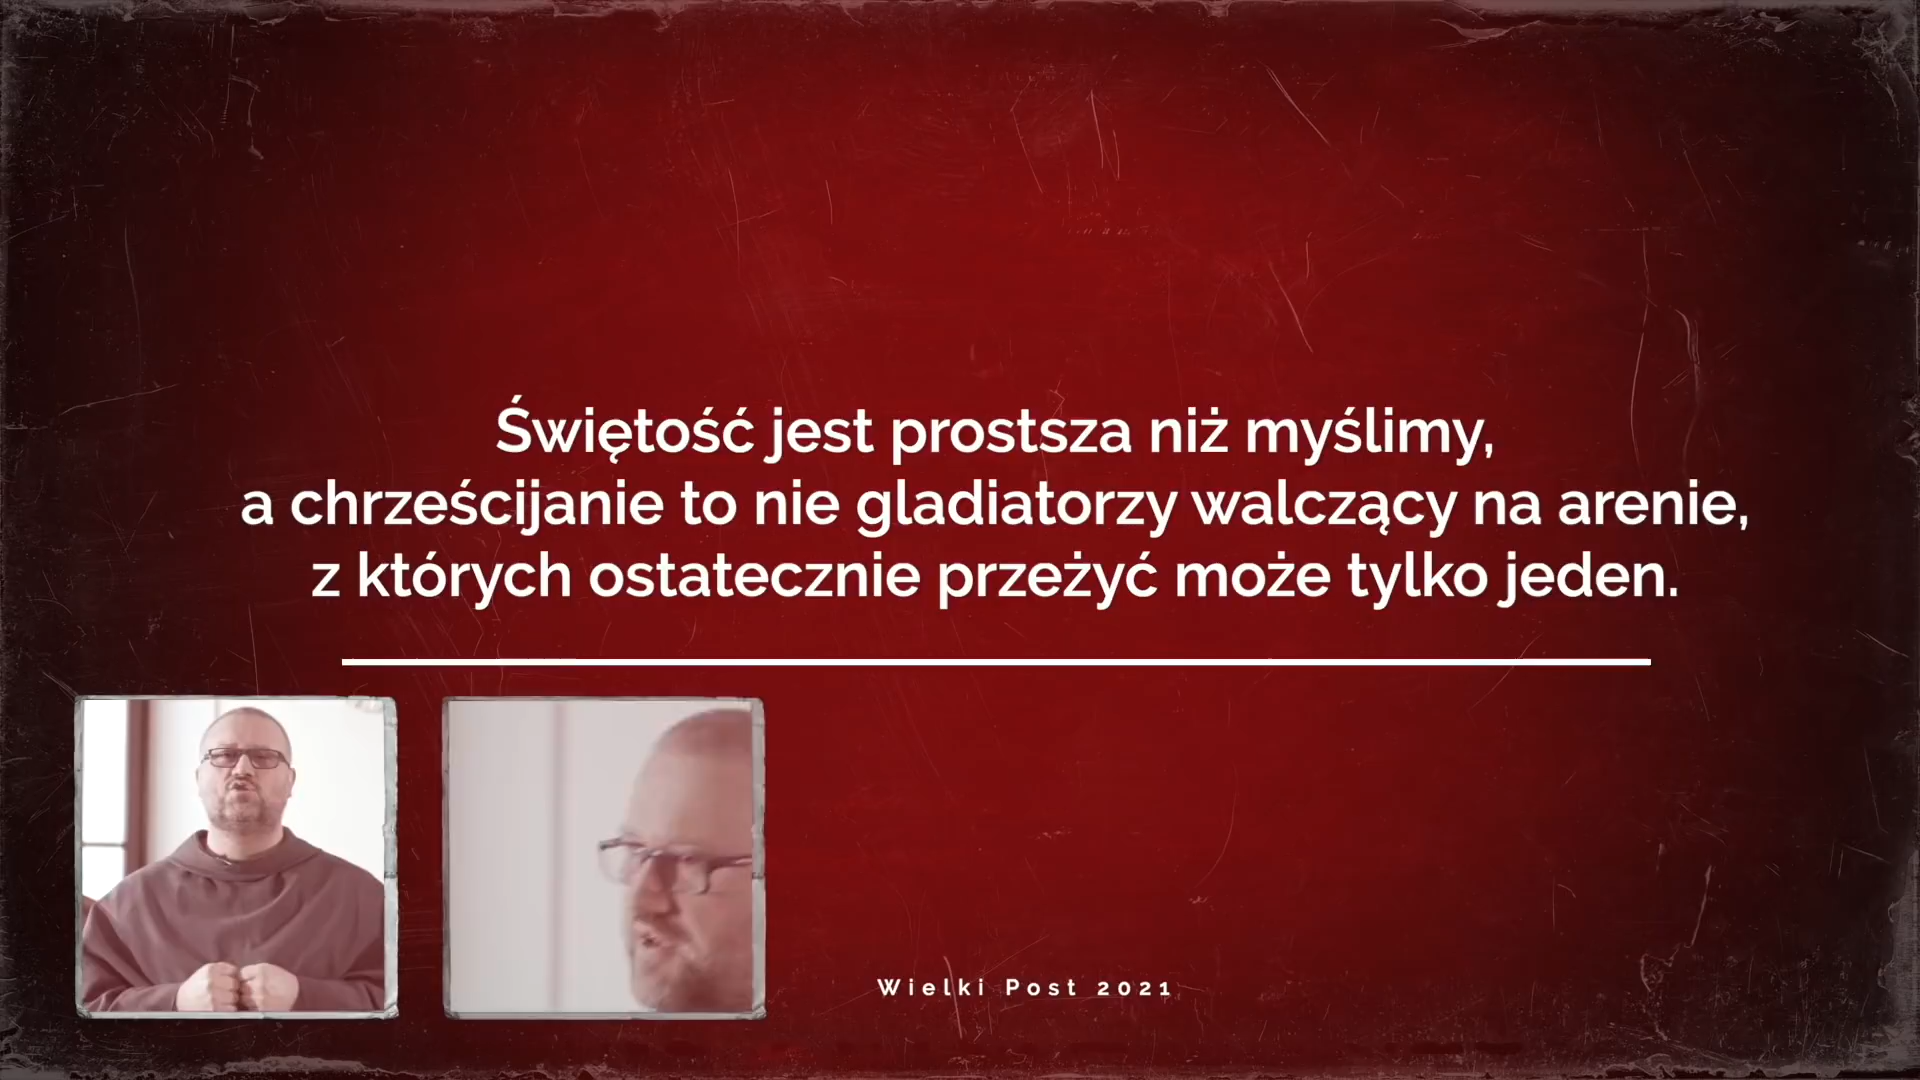 Świętość jest prostsza niż myślimy,
a chrześcijanie to nie gladiatorzy walczący na arenie,
z których ostatecznie przeżyć może tylko jeden.
Wielki Post 2021